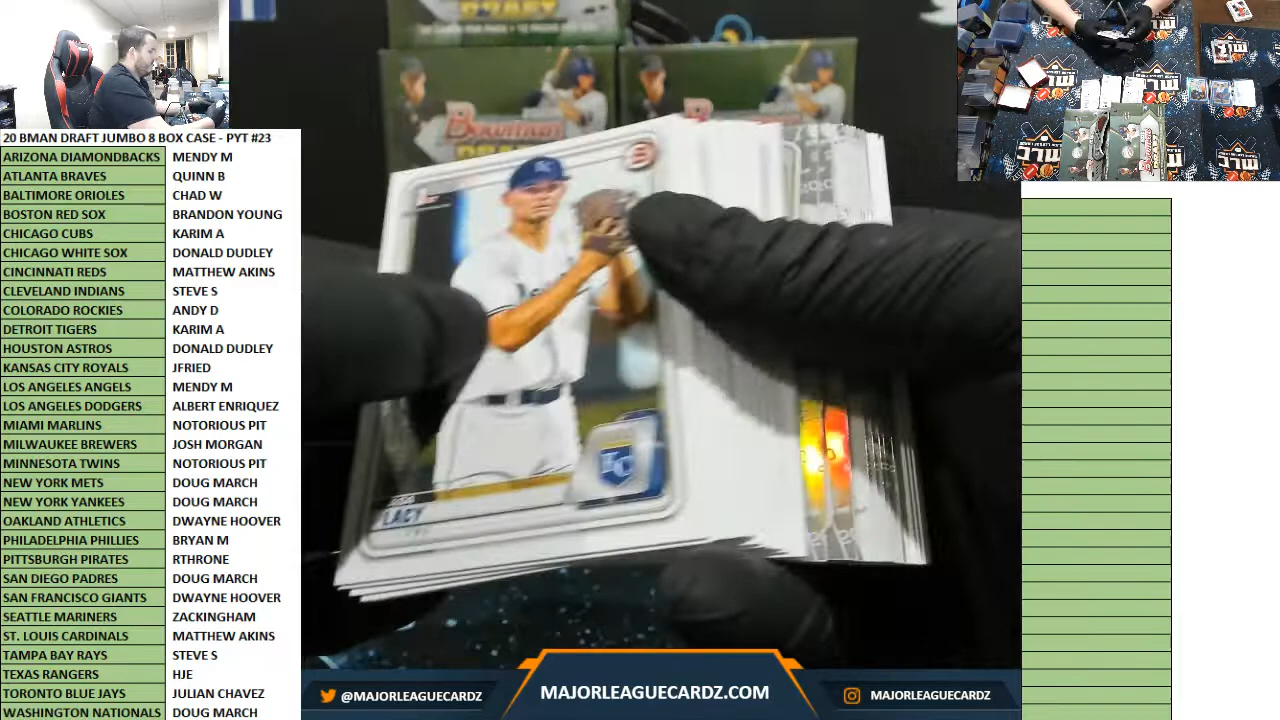 20 BMAN DRAFT JUMBO 8 BOX CASE - PYT #23
ARIZONA DIAMONDBACKS MENDY M
ATLANTA BRAVES QUINN B
BALTIMORE ORIOLES CHAD W
BOSTON RED SOX BRANDON YOUNG
CHICAGO CUBS KARIM A
CHICAGO WHITE SOX DONALD DUDLEY
CINCINNATI REDS MATTHEW AKINS
CLEVELAND INDIANS STEVE S
COLORADO ROCKIES ANDY D
DETROIT TIGERS KARIM A
HOUSTON ASTROS DONALD DUDLEY
KANSAS CITY ROYALS JFRIED
LOS ANGELES ANGELS MENDY M
LOS ANGELES DODGERS ALBERT ENRIQUEZ
MIAMI MARLINS NOTORIOUS PIT
MILWAUKEE BREWERS JOSH MORGAN
MINNESOTA TWINS NOTORIOUS PIT
NEW YORK METS DOUG MARCH
NEW YORK YANKEES DOUG MARCH
OAKLAND ATHLETICS DWAYNE HOOVER
PHILADELPHIA PHILLIES BRYAN M
PITTSBURGH PIRATES RTHRONE
SAN DIEGO PADRES DOUG MARCH
SAN FRANCISCO GIANTS DWAYNE HOOVER
SEATTLE MARINERS ZACKINGHAM
ST. LOUIS CARDINALS MATTHEW AKINS
TAMPA BAY RAYS STEVE S
TEXAS RANGERS HJE
TORONTO BLUE JAYS JULIAN CHAVEZ
WASHINGTON NATIONALS DOUG MARCH
DRAFT
Bowman
LACY
KC
@MAJORLEAGUECARDZ
MAJORLEAGUECARDZ.COM
MAJORLEAGUECARDZ